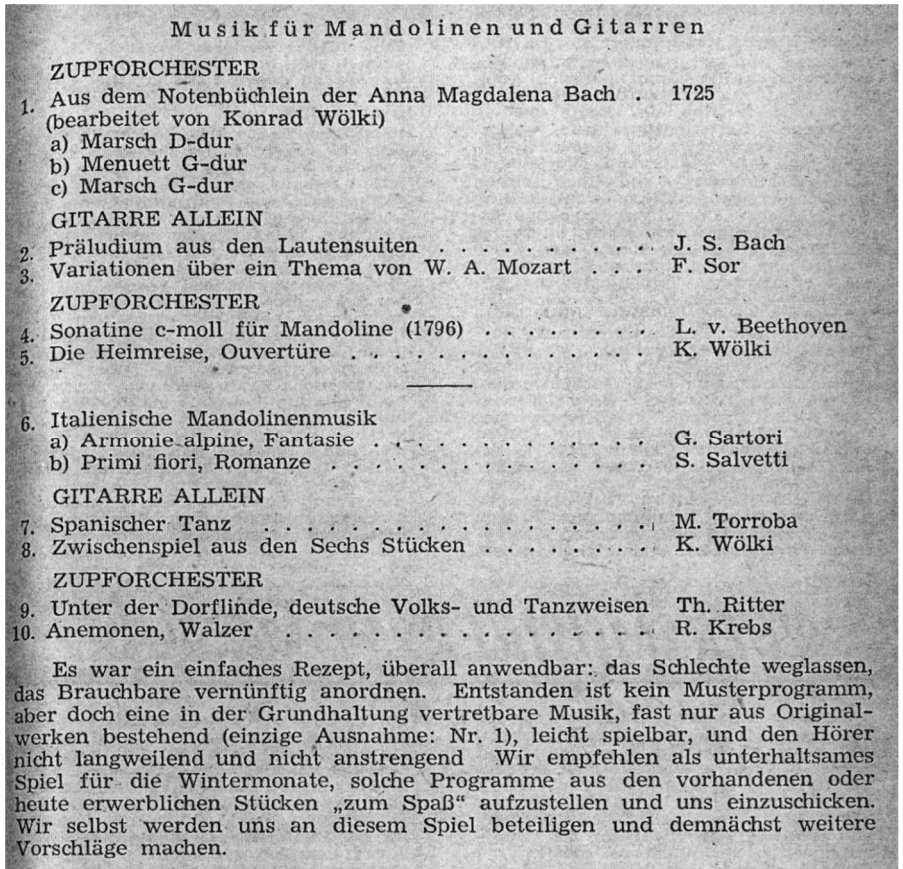 Musik für Mandolinen und Gitarren
ZUPFORCHESTER
1. Aus dem Notenbüchlein der Anna Magdalena Bach . 1725
(bearbeitet von Konrad Wölki)
a) Marsch D-dur
b) Menuett G-dur
c) Marsch G-dur
GITARRE ALLEIN
2. Präludium aus den Lautensuiten . . . . . . . . . . . J. S. Bach
3. Variationen über ein Thema von W. A. Mozart . . . F. Sor
ZUPFORCHESTER
4. Sonatine c-moll für Mandoline (1796) . . . . . . . . . L. v. Beethoven
5. Die Heimreise, Ouvertüre . . . . . . . . . . . . . . K. Wölki
6. Italienische Mandolinenmusik
a) Armonie alpine, Fantasie . . . . . . . . . . . . . G. Sartori
b) Primi fiori, Romanze . . . . . . . . . . . . . . . S. Salvetti
GITARRE ALLEIN
7. Spanischer Tanz . . . . . . . . . . . . . . . . . . M. Torroba
8. Zwischenspiel aus den Sechs Stücken . . . . . . . . K. Wölki
ZUPFORCHESTER
9. Unter der Dorflinde, deutsche Volks- und Tanzweisen Th. Ritter
10. Anemonen, Walzer . . . . . . . . . . . . . . . . . R. Krebs
Es war ein einfaches Rezept, überall anwendbar: das Schlechte weglassen,
das Brauchbare vernünftig anordnen. Entstanden ist kein Musterprogramm,
aber doch eine in der Grundhaltung vertretbare Musik, fast nur aus Original-
werken bestehend (einzige Ausnahme: Nr. 1), leicht spielbar, und den Hörer
nicht langweilend und nicht anstrengend Wir empfehlen als unterhaltsames
Spiel für die Wintermonate, solche Programme aus den vorhandenen oder
heute erwerblichen Stücken „zum Spaß“ aufzustellen und uns einzuschicken.
Wir selbst werden uns an diesem Spiel beteiligen und demnächst weitere
Vorschläge machen.